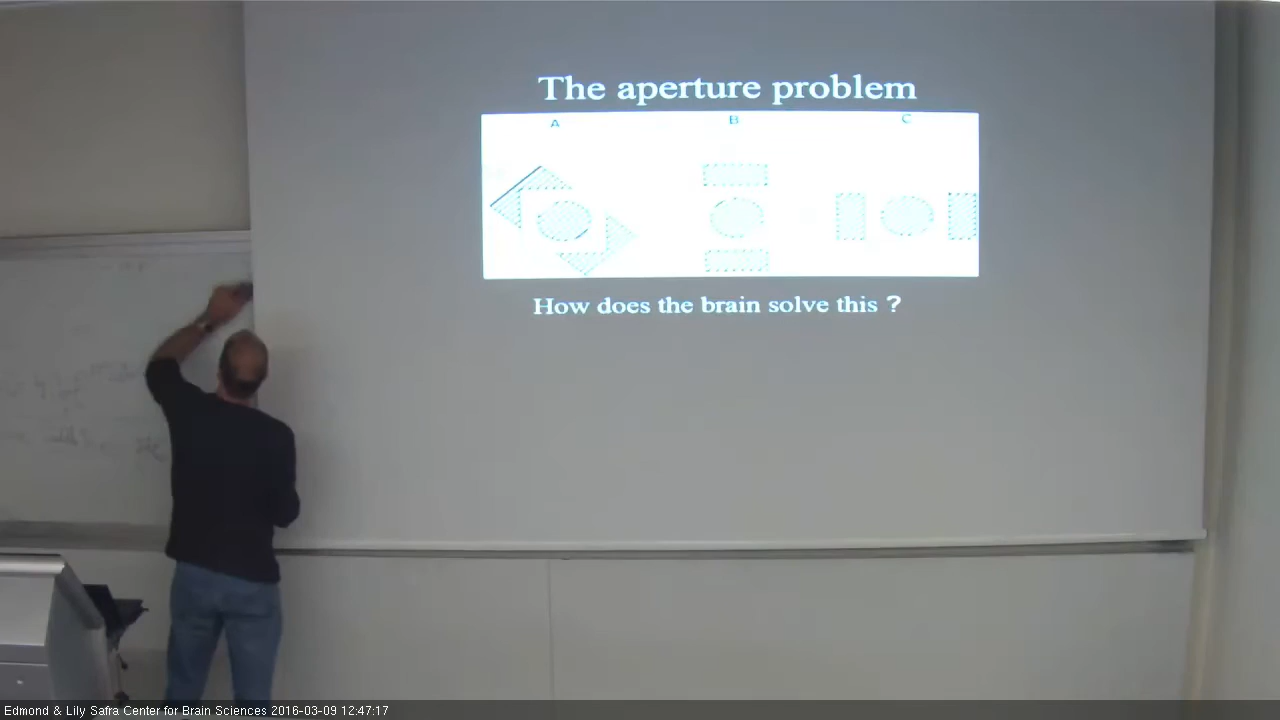 The aperture problem
A B C
How does the brain solve this ?
Edmond & Lily Safra Center for Brain Sciences 2016-03-09 12:47:17